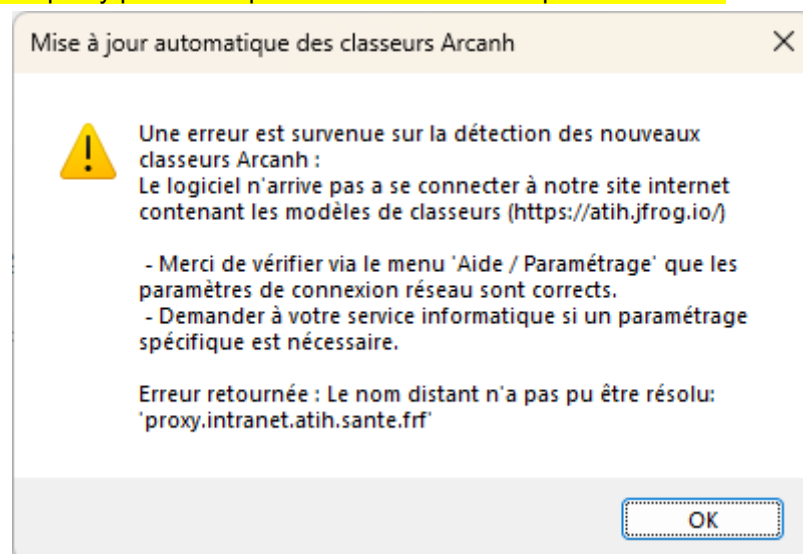 Mise à jour automatique des classeurs Arcanh
Une erreur est survenue sur la détection des nouveaux
classeurs Arcanh :
Le logiciel n'arrive pas a se connecter à notre site internet
contenant les modèles de classeurs (https://atih.jfrog.io/)
- Merci de vérifier via le menu 'Aide / Paramétrage' que les
paramètres de connexion réseau sont corrects.
- Demander à votre service informatique si un paramétrage
spécifique est nécessaire.
Erreur retournée : Le nom distant n'a pas pu être résolu:
'proxy.intranet.atih.sante.frf'
OK